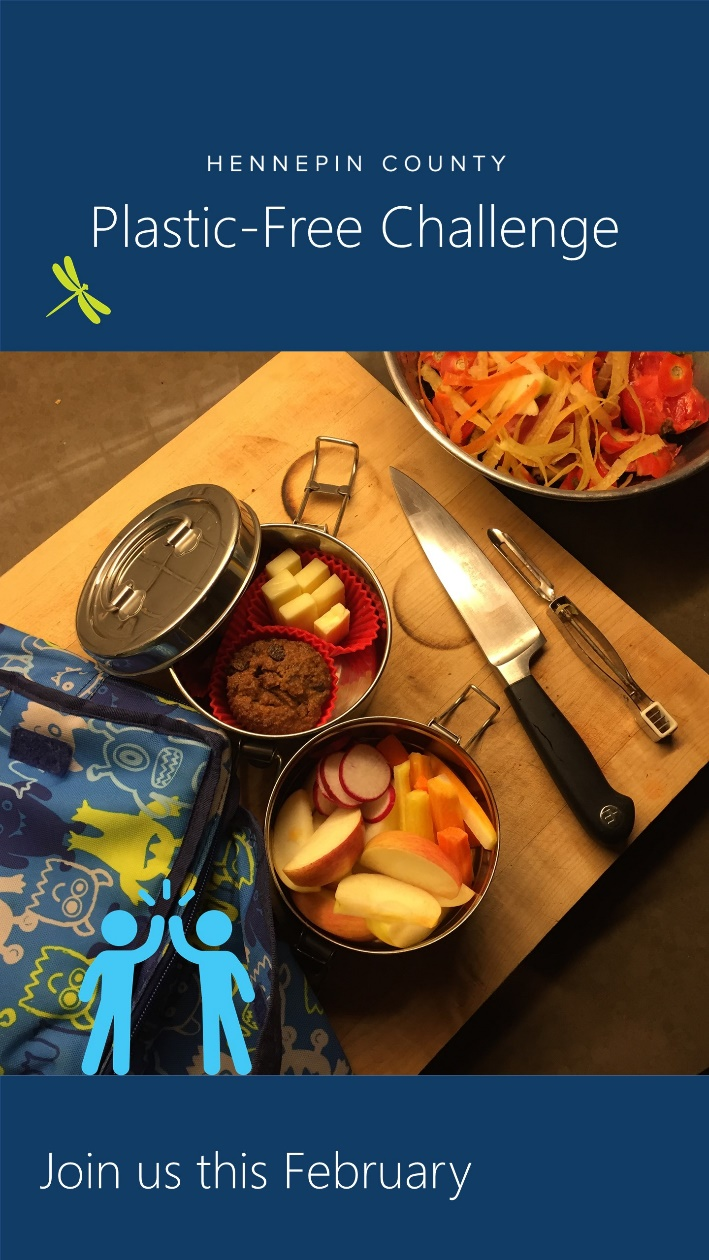 HENNEPIN COUNTY
Plastic-Free Challenge
Join us this February